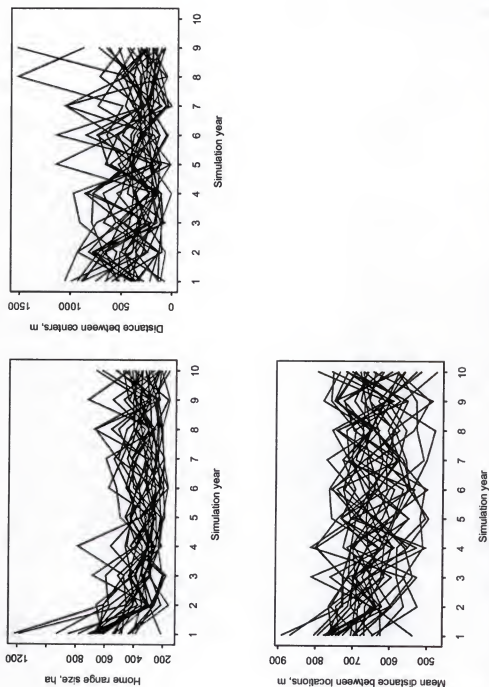 Home range size, ha
1200
1000
800
600
400
200
1 2 3 4 5 6 7 8 9 10
Simulation year
Distance between centers, m
1500
1000
500
0
1 2 3 4 5 6 7 8 9 10
Simulation year
Mean distance between locations, m
900
800
700
600
500
1 2 3 4 5 6 7 8 9 10
Simulation year